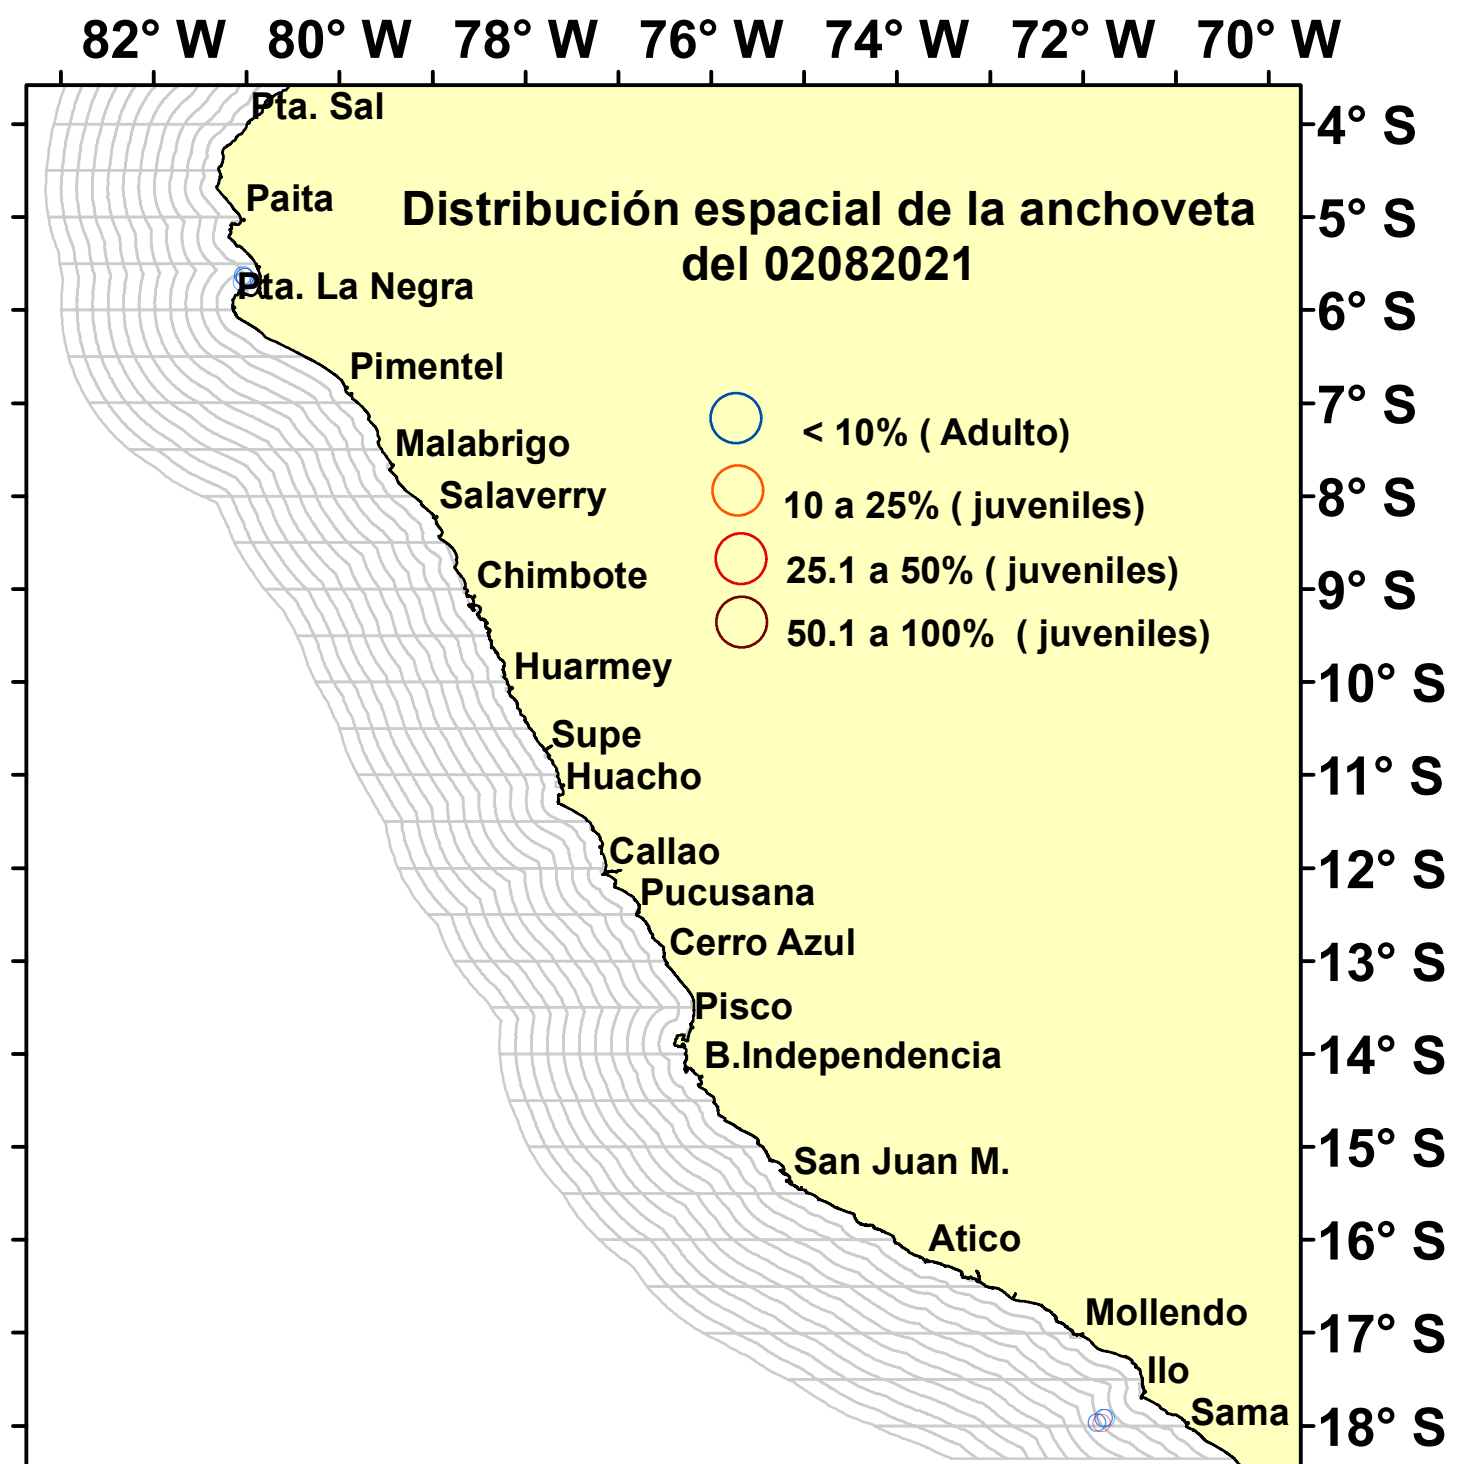 82° W 80° W 78° W 76° W 74° W 72° W 70° W
Pta. Sal
4° S
Paita
Distribución espacial de la anchoveta
5° S
del 02082021
Pta. La Negra
6° S
Pimentel
7° S
< 10% ( Adulto)
Malabrigo
Salaverry
8° S
10 a 25% ( juveniles)
Chimbote
25.1 a 50% ( juveniles)
9° S
50.1 a 100% ( juveniles)
Huarmey
10° S
Supe
Huacho
11° S
Callao
12° S
Pucusana
Cerro Azul
13° S
Pisco
B.Independencia
14° S
San Juan M.
15° S
Atico
16° S
Mollendo
17° S
Ilo
Sama
18° S